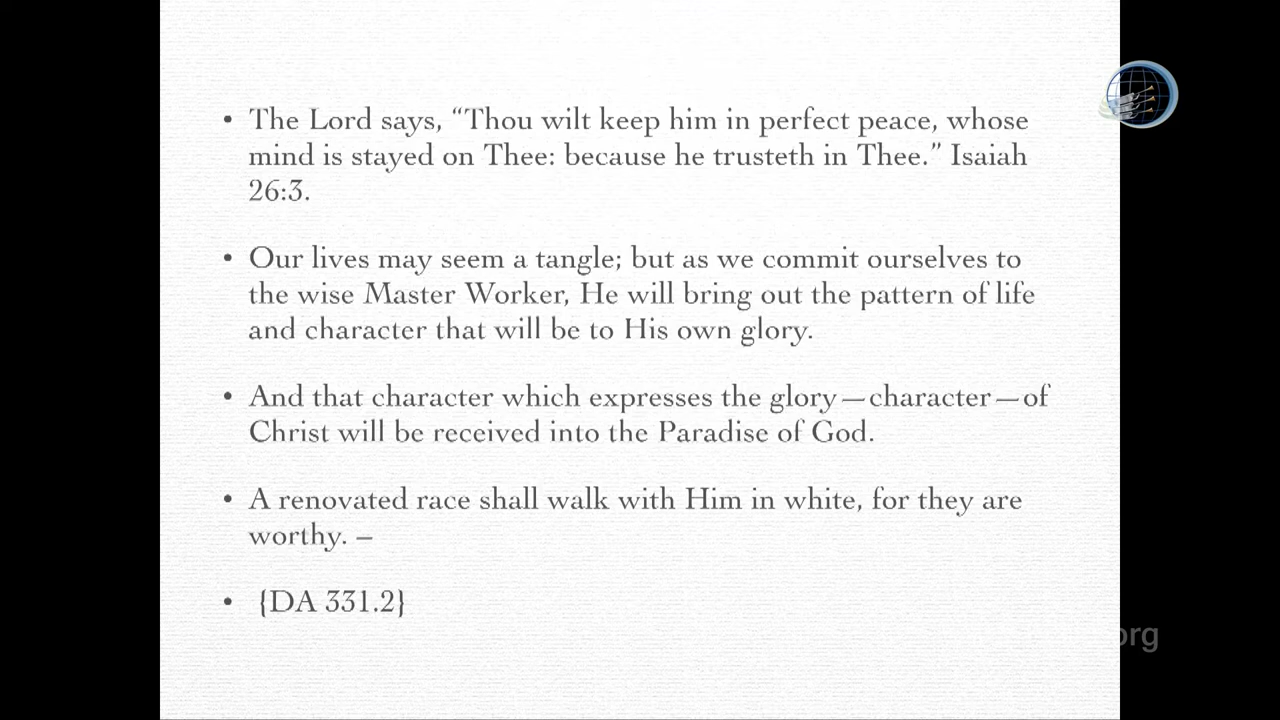 • The Lord says, “Thou wilt keep him in perfect peace, whose
mind is stayed on Thee: because he trusteth in Thee.” Isaiah
26:3.
• Our lives may seem a tangle; but as we commit ourselves to
the wise Master Worker, He will bring out the pattern of life
and character that will be to His own glory.
• And that character which expresses the glory—character—of
Christ will be received into the Paradise of God.
• A renovated race shall walk with Him in white, for they are
worthy. –
• {DA 331.2}
org